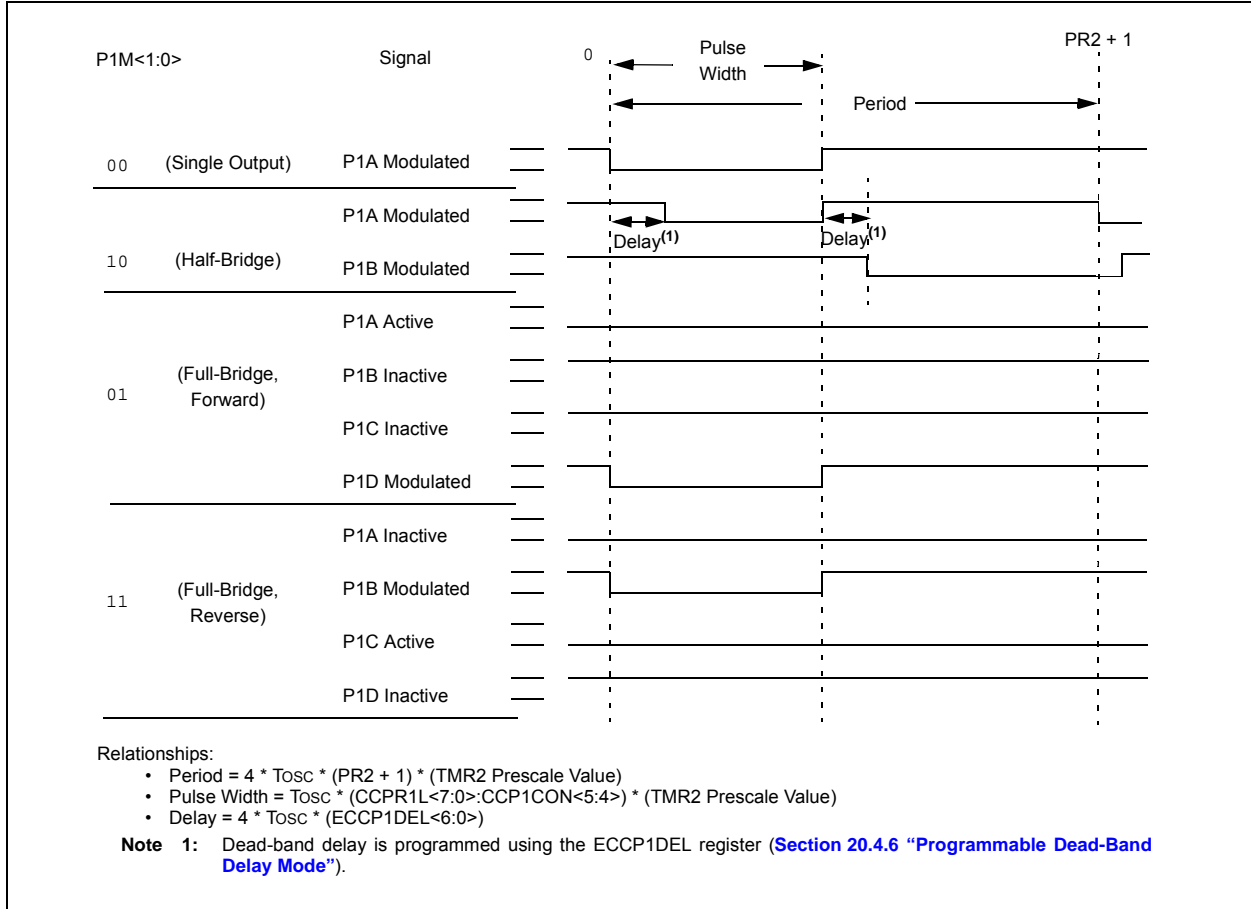 P1M<1:0> Signal 0 Pulse Width PR2 + 1
Period
00 (Single Output) P1A Modulated
P1A Modulated
Delay(1) Delay(1)
10 (Half-Bridge) P1B Modulated
P1A Active
01 (Full-Bridge, Forward) P1B Inactive
P1C Inactive
P1D Modulated
P1A Inactive
11 (Full-Bridge, Reverse) P1B Modulated
P1C Active
P1D Inactive
Relationships:
• Period = 4 * TOSC * (PR2 + 1) * (TMR2 Prescale Value)
• Pulse Width = TOSC * (CCPR1L<7:0>:CCP1CON<5:4>) * (TMR2 Prescale Value)
• Delay = 4 * TOSC * (ECCP1DEL<6:0>)
Note 1: Dead-band delay is programmed using the ECCP1DEL register (Section 20.4.6 “Programmable Dead-Band
Delay Mode”).